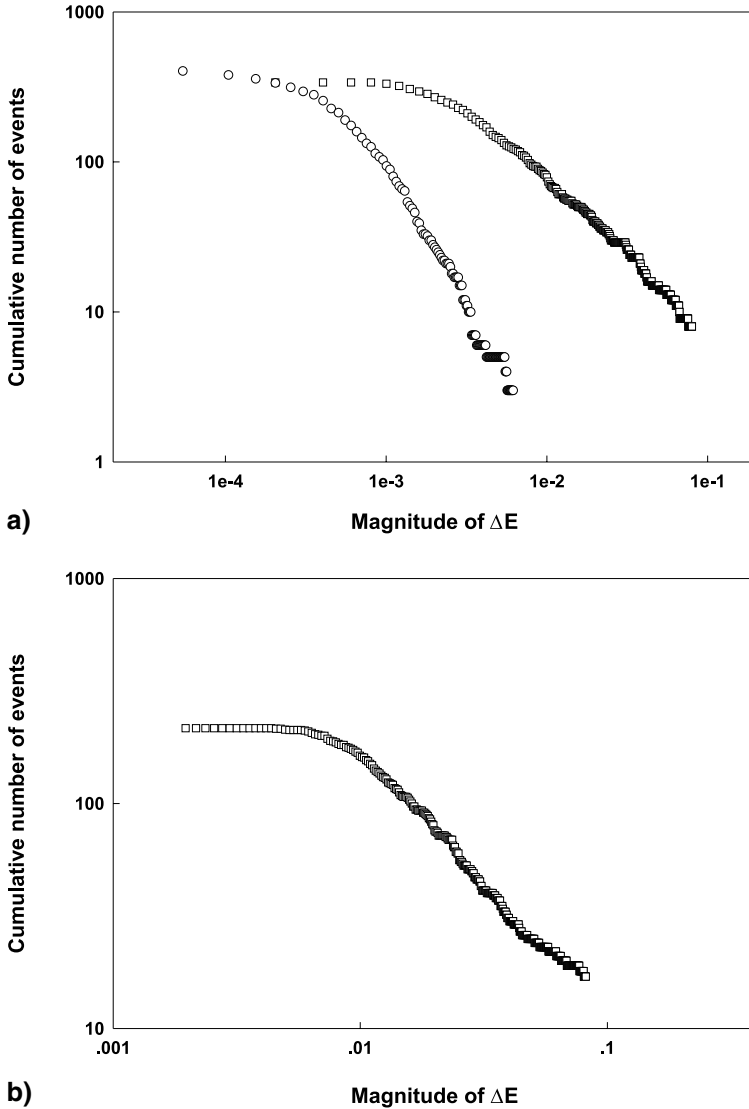 1000
100
10
1
Cumulative number of events
1e-4 1e-3 1e-2 1e-1
a)
Magnitude of ΔE
1000
100
10
Cumulative number of events
.001 .01 .1
b)
Magnitude of ΔE